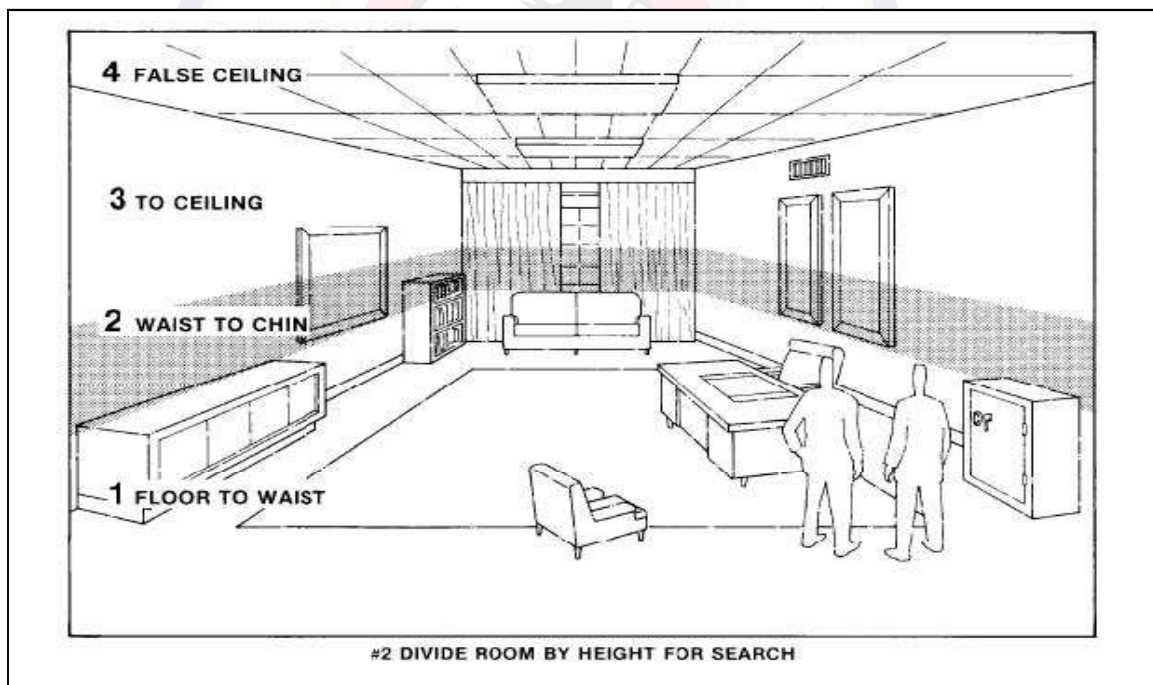 4 FALSE CEILING
3 TO CEILING
2 WAIST TO CHIN
1 FLOOR TO WAIST
#2 DIVIDE ROOM BY HEIGHT FOR SEARCH